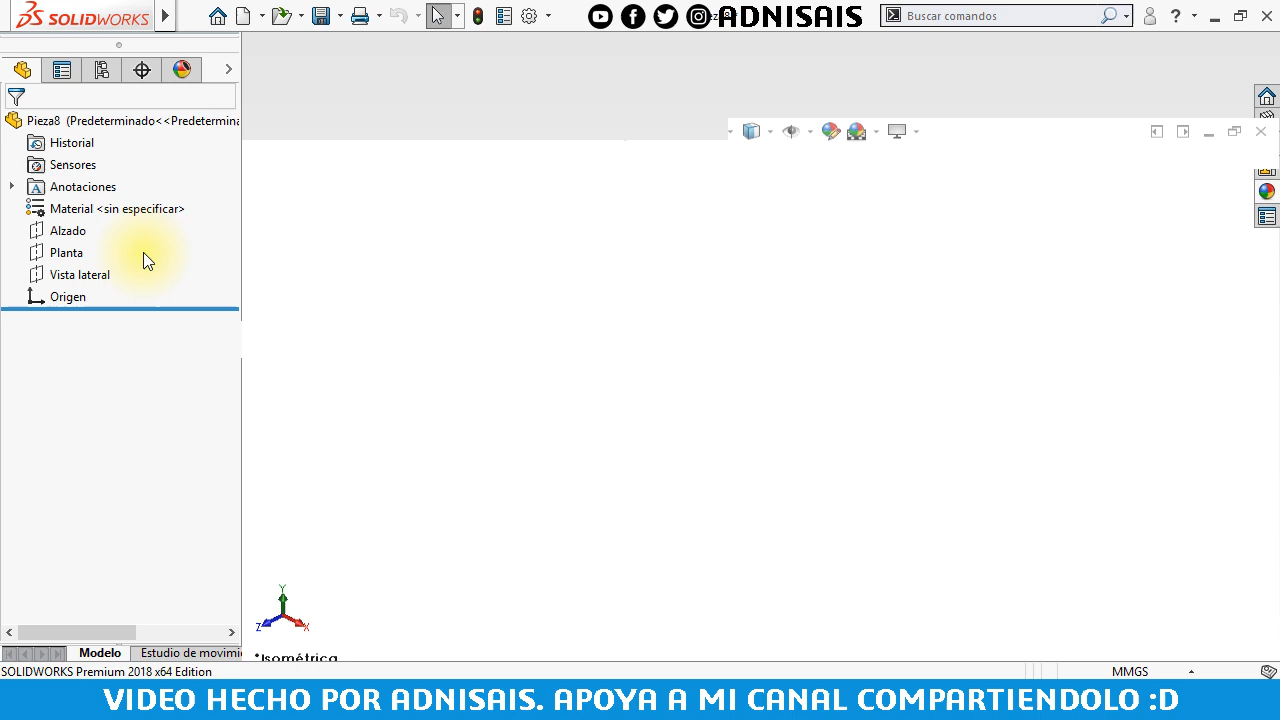 SOLIDWORKS
ADNISAIS
Buscar comandos
?
Pieza8 (Predeterminado<<Predetermina
Historial
Sensores
A Anotaciones
Material <sin especificar>
Alzado
Planta
Vista lateral
Origen
Y
Z
X
*Isométrica
Modelo
Estudio de movimi
SOLIDWORKS Premium 2018 x64 Edition
MMGS
VIDEO HECHO POR ADNISAIS. APOYA A MI CANAL COMPARTIENDOLO :D